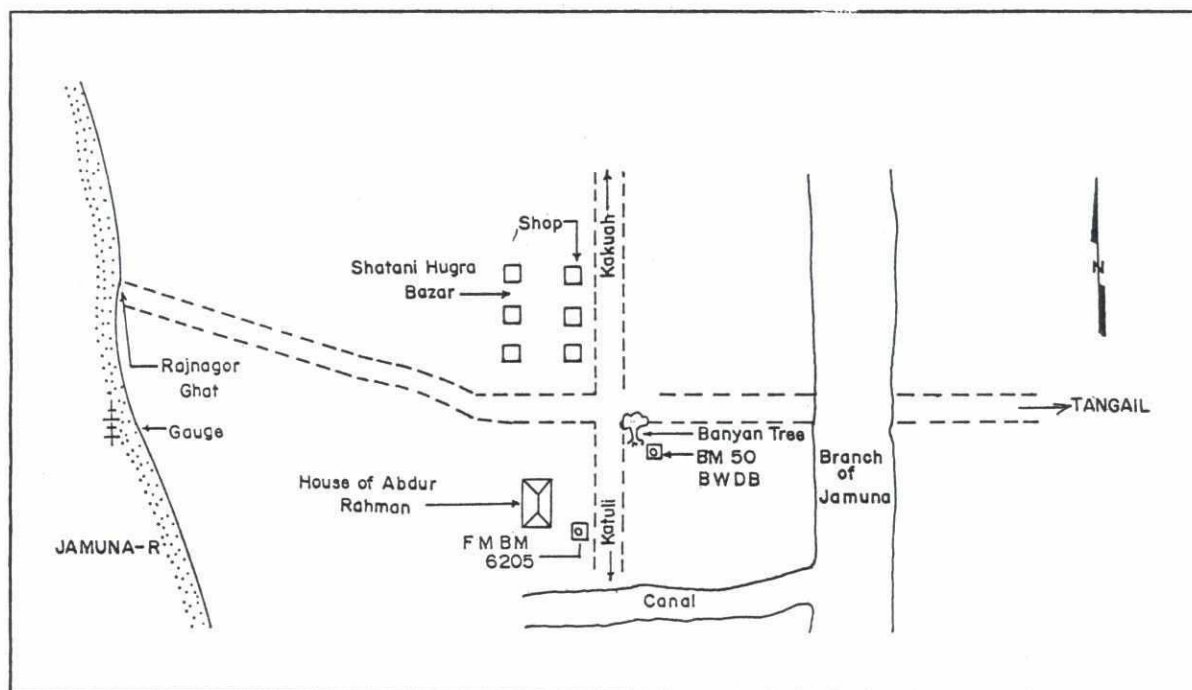 Shop
Kakuah
Shatani Hugra
Bazar
N
Rajnagor
Ghat
TANGAIL
Gauge
Banyan Tree
BM 50
BWDB
Branch
of
Jamuna
House of Abdur
Rahman
Katuli
FMBM
6205
JAMUNA-R
Canal